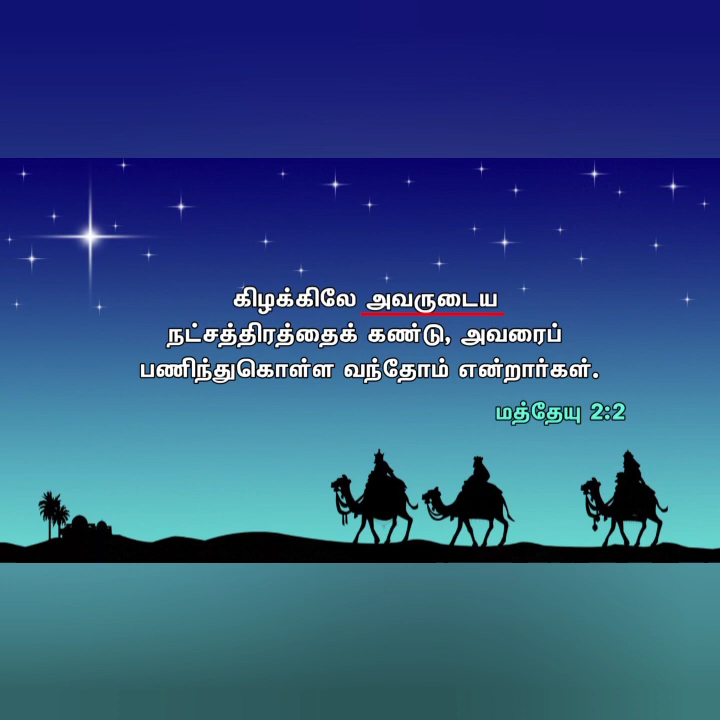 கிழக்கிலே அவருடைய
நட்சத்திரத்தைக் கண்டு, அவரைப்
பணிந்துகொள்ள வந்தோம் என்றார்கள்.
மத்தேயு 2:2